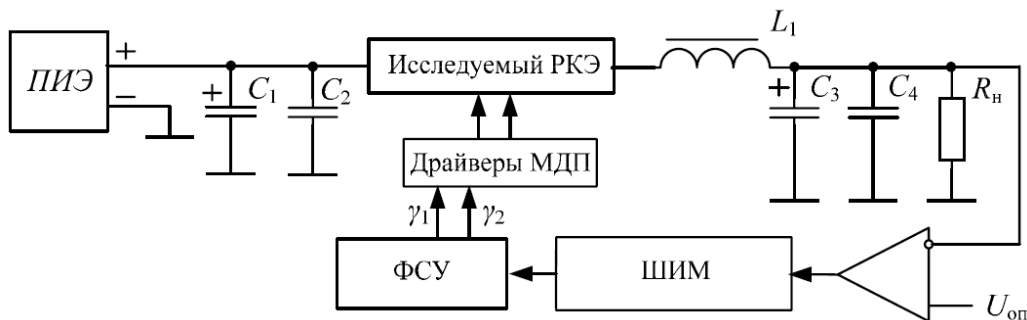 ПИЭ
+
−
+
C1
C2
Исследуемый РКЭ
L1
+
C3
C4
Rн
Драйверы МДП
γ1
γ2
ФСУ
ШИМ
Uоп